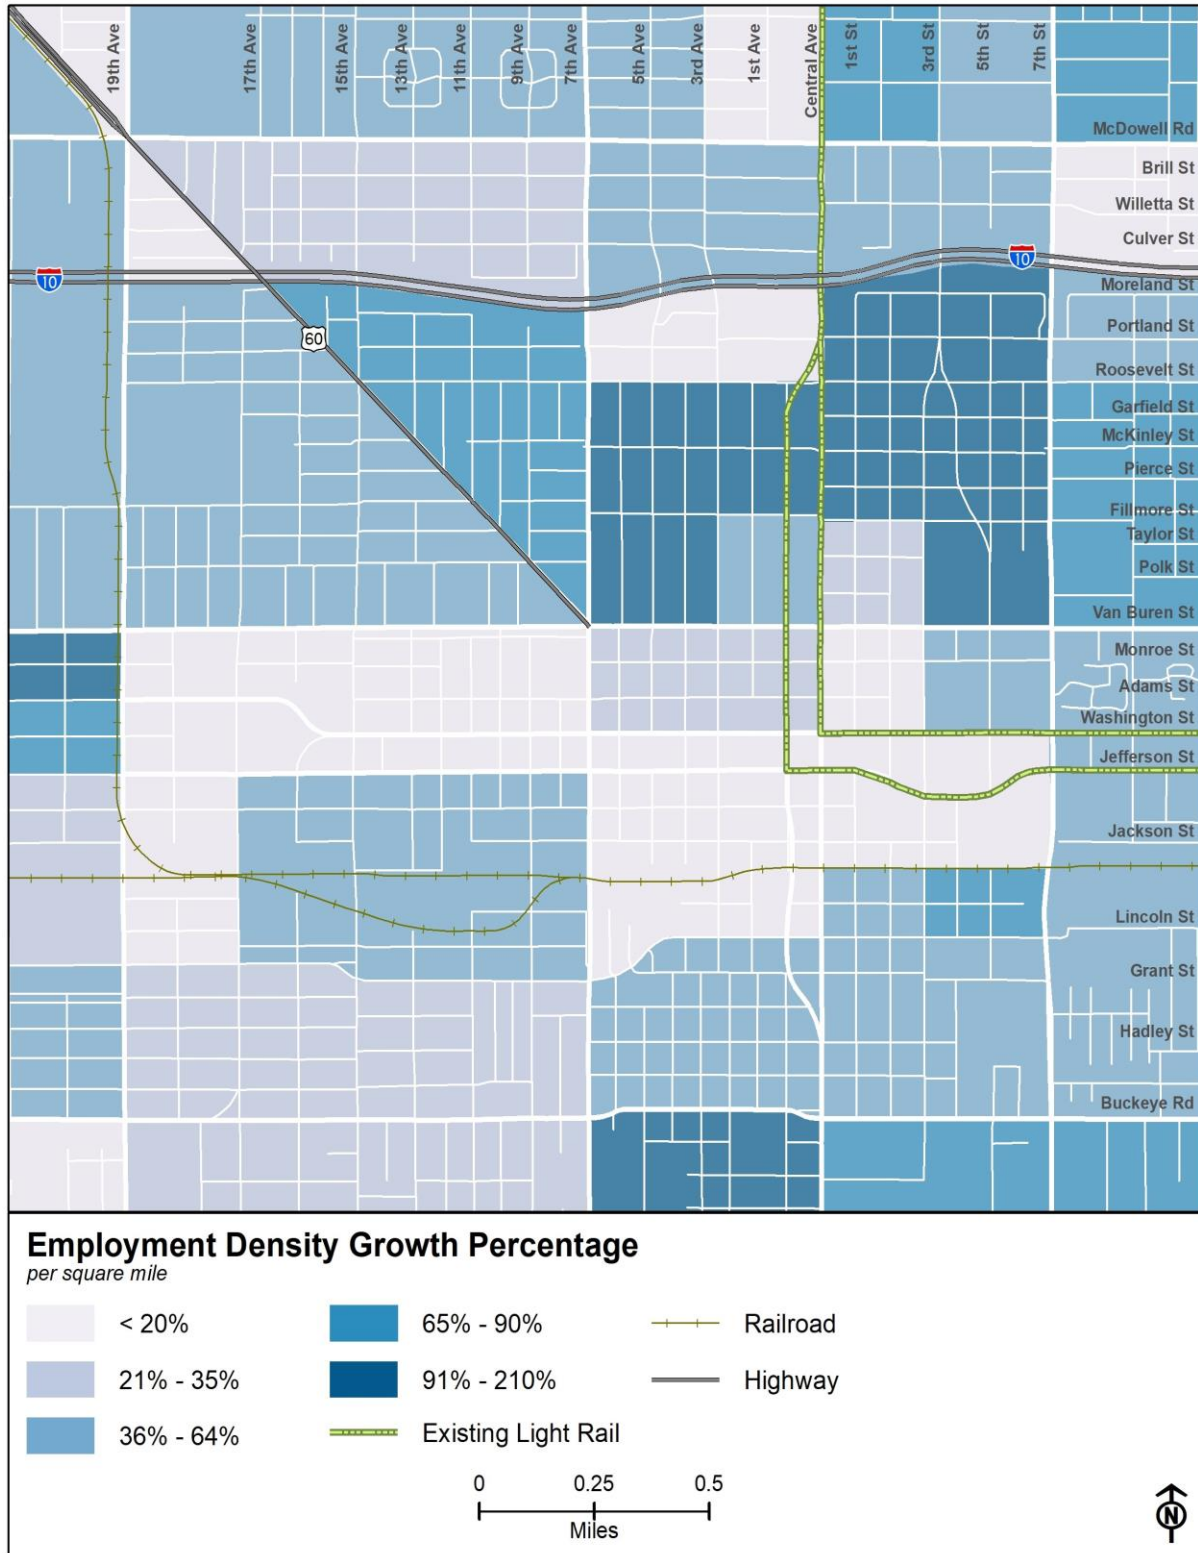 19th Ave
17th Ave
15th Ave
13th Ave
11th Ave
9th Ave
7th Ave
5th Ave
3rd Ave
1st Ave
Central Ave
1st St
3rd St
5th St
7th St
McDowell Rd
Brill St
Willetta St
Culver St
10
10
Moreland St
60
Portland St
Roosevelt St
Garfield St
McKinley St
Pierce St
Fillmore St
Taylor St
Polk St
Van Buren St
Monroe St
Adams St
Washington St
Jefferson St
Jackson St
Lincoln St
Grant St
Hadley St
Buckeye Rd
Employment Density Growth Percentage
per square mile
< 20%
21% - 35%
36% - 64%
65% - 90%
91% - 210%
Existing Light Rail
Railroad
Highway
0 0.25 0.5
Miles
N